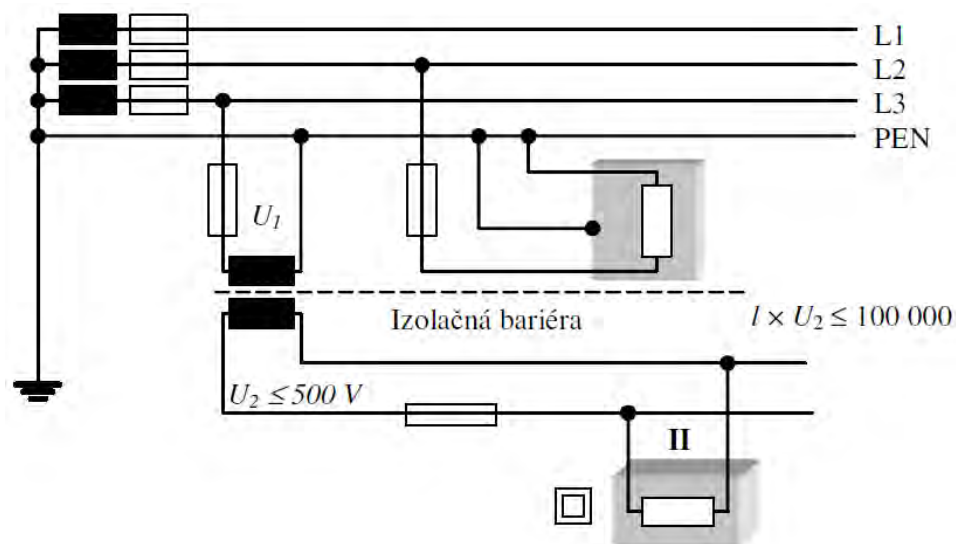 L1
L2
L3
PEN
U₁
Izolačná bariéra
l × U₂ ≤ 100 000
U₂ ≤ 500 V
II